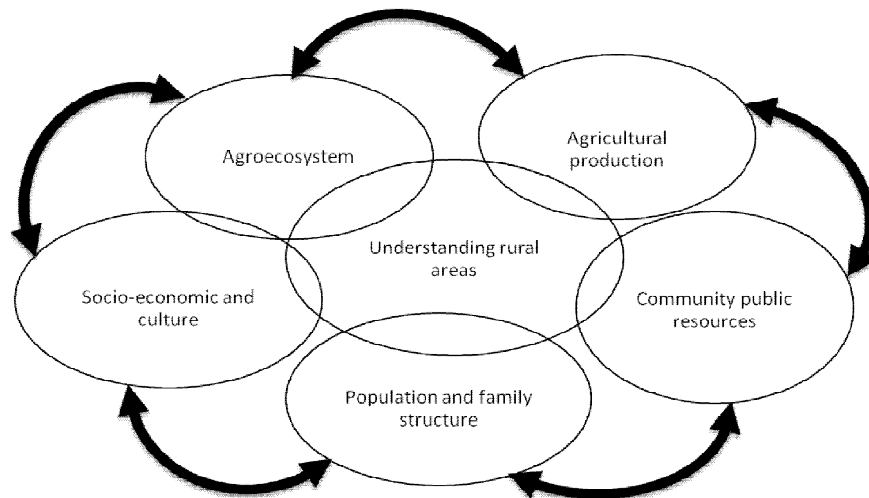 Agroecosystem
Agricultural
production
Understanding rural
areas
Socio-economic and
culture
Community public
resources
Population and family
structure